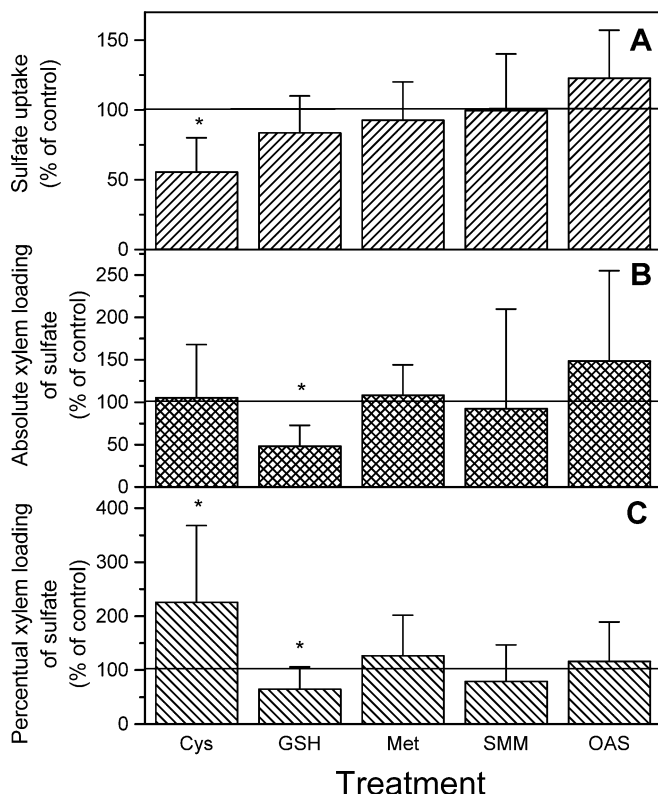 A
Sulfate uptake
(% of control)
150
100
50
0
*
B
Absolute xylem loading
of sulfate
(% of control)
250
200
150
100
50
0
*
C
Percentual xylem loading
of sulfate
(% of control)
400
300
200
100
0
*
*
Cys GSH Met SMM OAS
Treatment